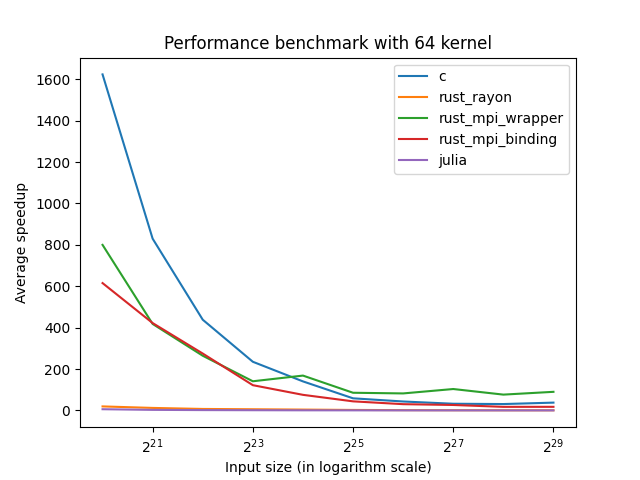 Performance benchmark with 64 kernel
Average speedup
1600
1400
1200
1000
800
600
400
200
0
c
rust_rayon
rust_mpi_wrapper
rust_mpi_binding
julia
2^21 2^23 2^25 2^27 2^29
Input size (in logarithm scale)